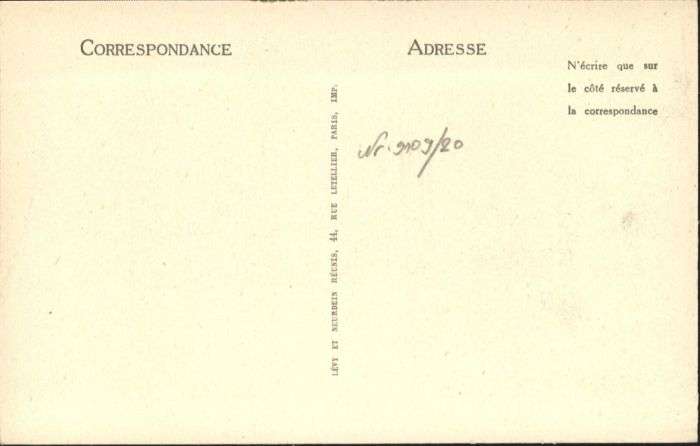 CORRESPONDANCE
ADRESSE
N'écrire que sur
le côté réservé à
la correspondance
Nr. 9109/20
LÉVY ET NEURDEIN RÉUNIS, 44, RUE LETELLIER, PARIS, IMP.